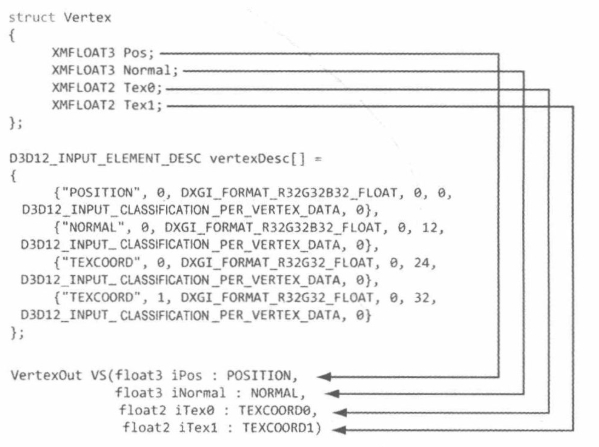 struct Vertex
{
XMFLOAT3 Pos;
XMFLOAT3 Normal;
XMFLOAT2 Tex0;
XMFLOAT2 Tex1;
};
D3D12_INPUT_ELEMENT_DESC vertexDesc[] =
{
{"POSITION", 0, DXGI_FORMAT_R32G32B32_FLOAT, 0, 0,
D3D12_INPUT_CLASSIFICATION_PER_VERTEX_DATA, 0},
{"NORMAL", 0, DXGI_FORMAT_R32G32B32_FLOAT, 0, 12,
D3D12_INPUT_CLASSIFICATION_PER_VERTEX_DATA, 0},
{"TEXCOORD", 0, DXGI_FORMAT_R32G32_FLOAT, 0, 24,
D3D12_INPUT_CLASSIFICATION_PER_VERTEX_DATA, 0},
{"TEXCOORD", 1, DXGI_FORMAT_R32G32_FLOAT, 0, 32,
D3D12_INPUT_CLASSIFICATION_PER_VERTEX_DATA, 0}
};
VertexOut VS(float3 iPos : POSITION,
float3 iNormal : NORMAL,
float2 iTex0 : TEXCOORD0,
float2 iTex1 : TEXCOORD1)